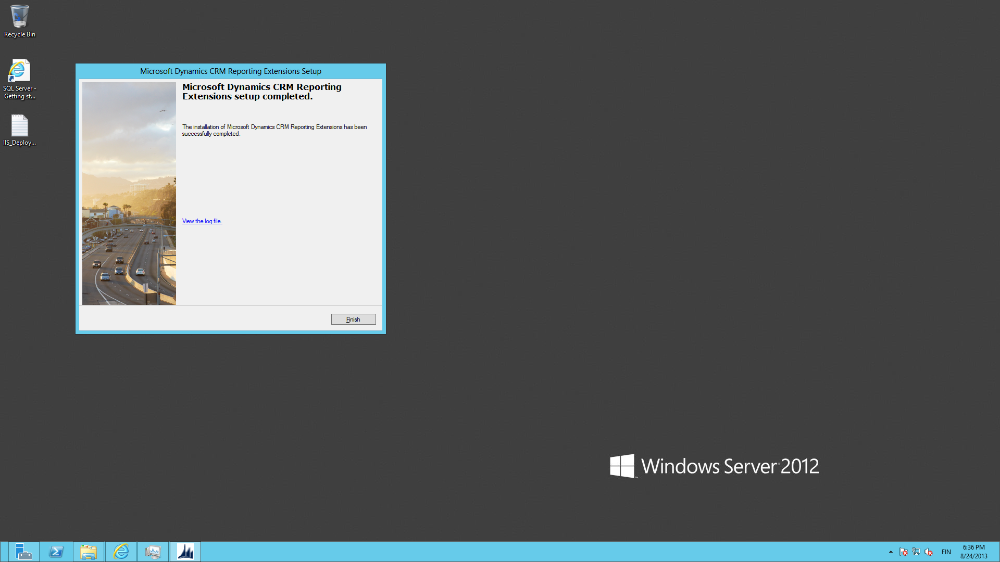 Recycle Bin
SQL Server -
Getting st...
IIS_Deploy...
Microsoft Dynamics CRM Reporting Extensions Setup
Microsoft Dynamics CRM Reporting
Extensions setup completed.
The installation of Microsoft Dynamics CRM Reporting Extensions has been
successfully completed.
View the log file.
Finish
Windows Server 2012
FIN
6:36 PM
8/24/2013